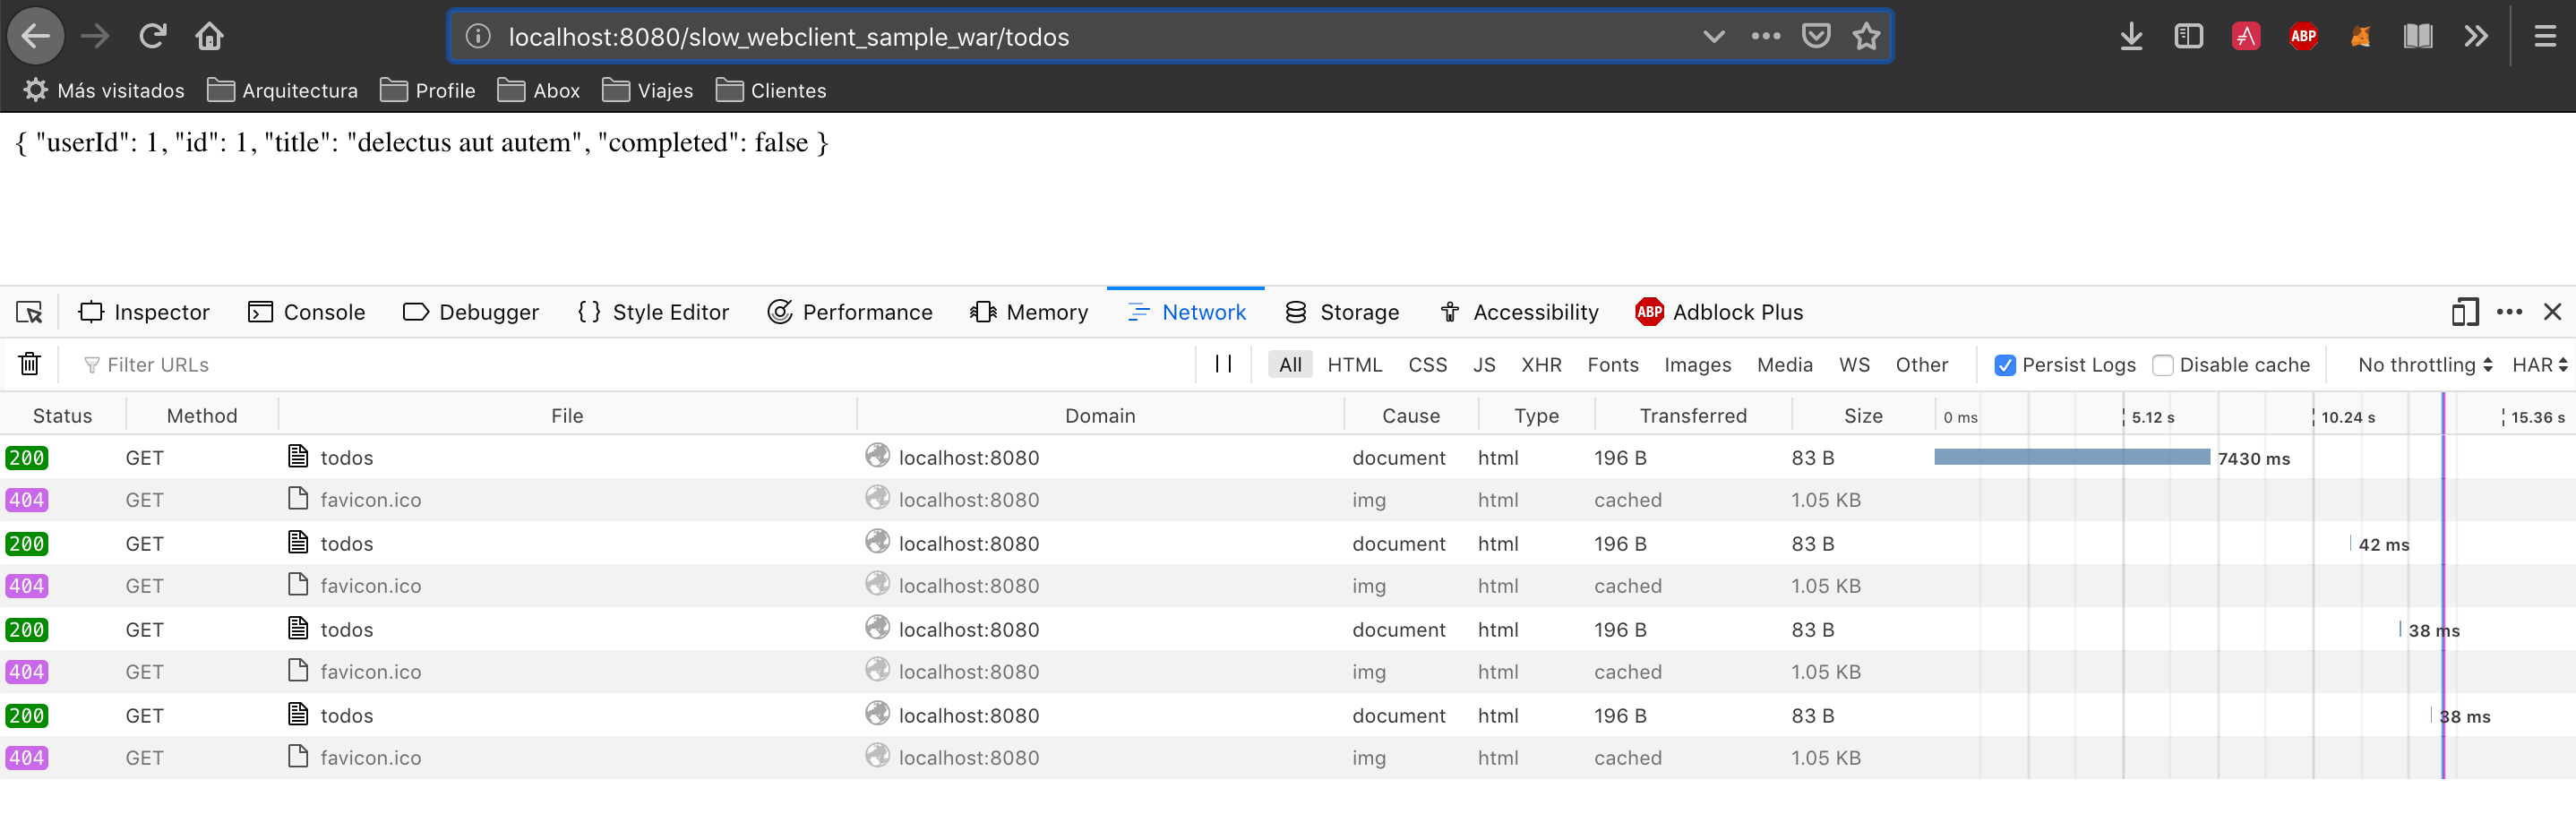 localhost:8080/slow_webclient_sample_war/todos
ABP
Más visitados Arquitectura Profile Abox Viajes Clientes
{ "userId": 1, "id": 1, "title": "delectus aut autem", "completed": false }
Inspector Console Debugger { } Style Editor Performance Memory Network Storage Accessibility ABP Adblock Plus
Filter URLs All HTML CSS JS XHR Fonts Images Media WS Other Persist Logs Disable cache No throttling HAR
Status Method File Domain Cause Type Transferred Size 0 ms 5.12 s 10.24 s 15.36 s
200 GET todos localhost:8080 document html 196 B 83 B 7430 ms
404 GET favicon.ico localhost:8080 img html cached 1.05 KB
200 GET todos localhost:8080 document html 196 B 83 B 42 ms
404 GET favicon.ico localhost:8080 img html cached 1.05 KB
200 GET todos localhost:8080 document html 196 B 83 B 38 ms
404 GET favicon.ico localhost:8080 img html cached 1.05 KB
200 GET todos localhost:8080 document html 196 B 83 B 38 ms
404 GET favicon.ico localhost:8080 img html cached 1.05 KB